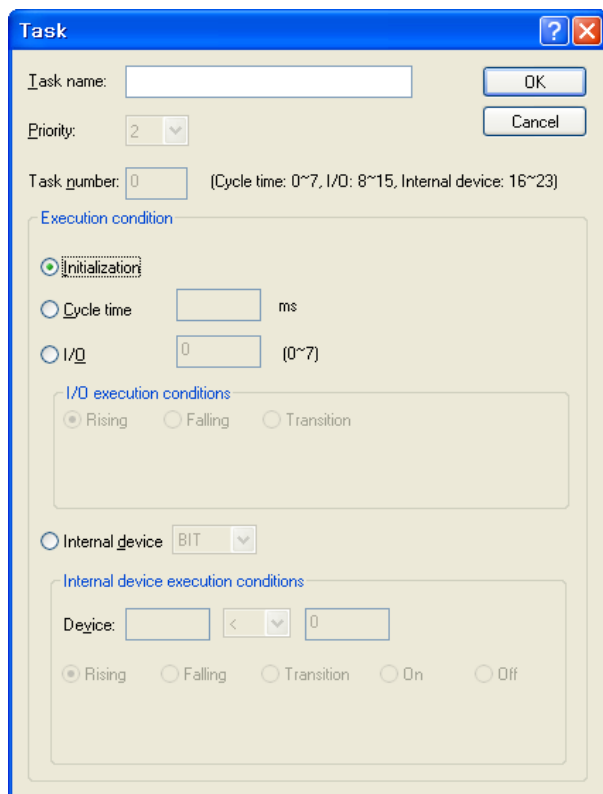 Task
Task name:
OK
Priority: 2
Cancel
Task number: 0 (Cycle time: 0~7, I/O: 8~15, Internal device: 16~23)
Execution condition
Initialization
Cycle time ms
I/O 0 (0~7)
I/O execution conditions
Rising Falling Transition
Internal device BIT
Internal device execution conditions
Device: < 0
Rising Falling Transition On Off